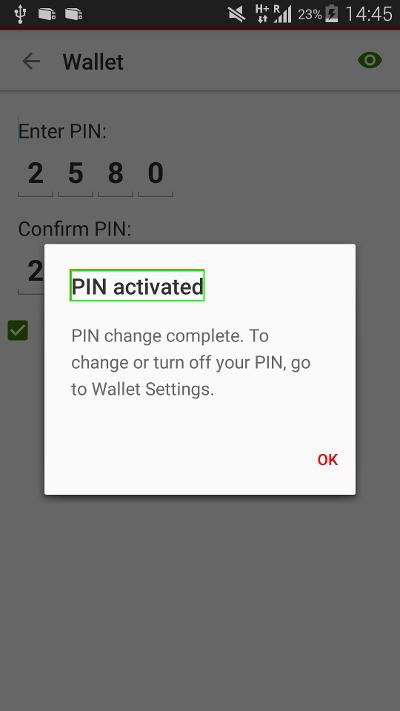 H+ R 23% 14:45
Wallet
Enter PIN:
2 5 8 0
Confirm PIN:
2
PIN activated
PIN change complete. To
change or turn off your PIN, go
to Wallet Settings.
OK